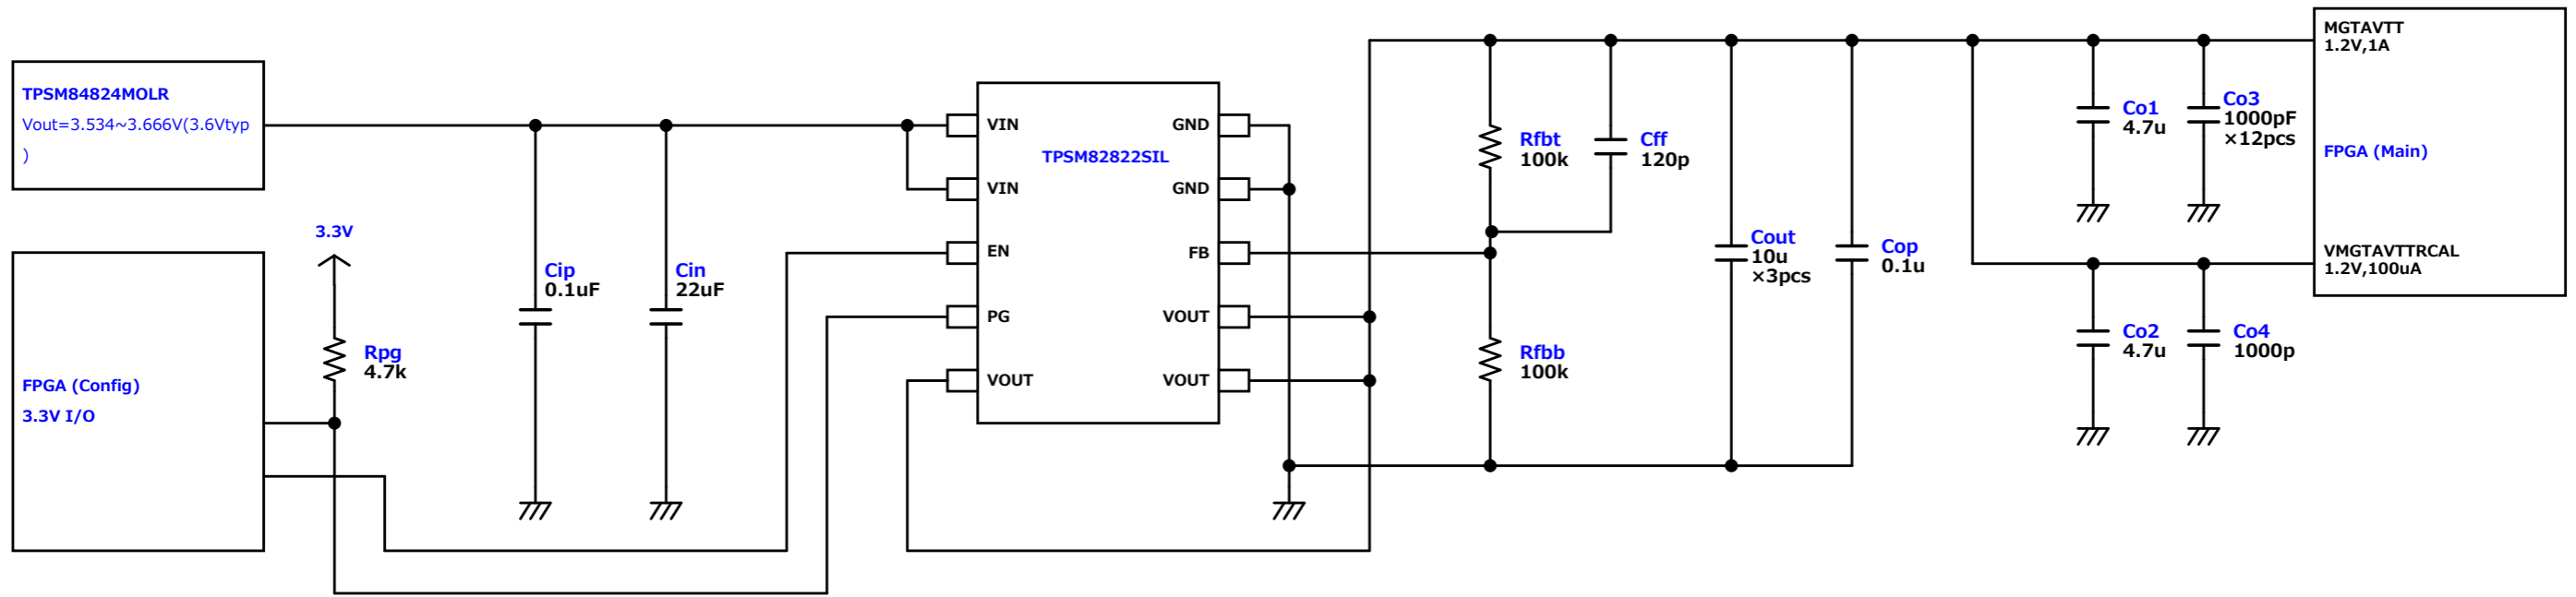 TPSM84824MOLR
Vout=3.534~3.666V(3.6Vtyp
)
3.3V
FPGA (Config)
3.3V I/O
Rpg
4.7k
Cip
0.1uF
Cin
22uF
TPSM82822SIL
VIN
VIN
EN
PG
VOUT
GND
GND
FB
VOUT
VOUT
Rfbt
100k
Cff
120p
Rfbb
100k
Cout
10u
×3pcs
Cop
0.1u
Co1
4.7u
Co3
1000pF
×12pcs
Co2
4.7u
Co4
1000p
MGTAVTT
1.2V,1A
FPGA (Main)
VMGTAVTTRCAL
1.2V,100uA